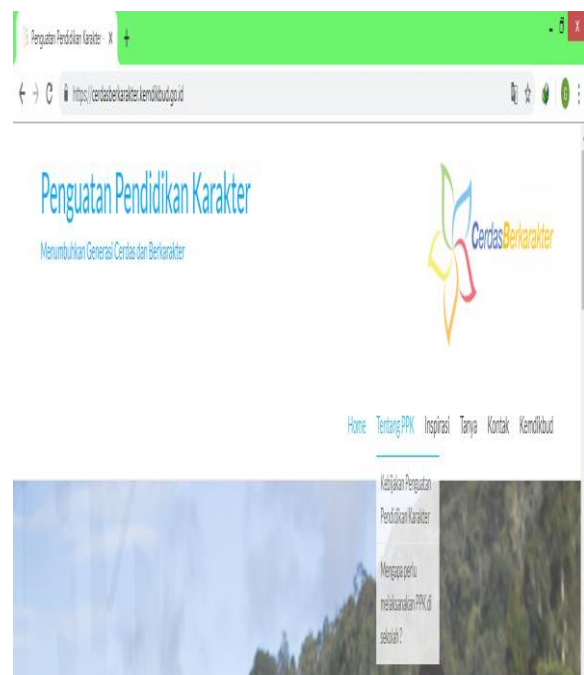 Penguatan Pendidikan Karakter -
https://cerdasberkarakter.kemdikbud.go.id
Penguatan Pendidikan Karakter
Menumbuhkan Generasi Cerdas dan Berkarakter
CerdasBerkarakter
Home Tentang PPK Inspirasi Tanya Kontak Kemdikbud
Kebijakan Penguatan
Pendidikan Karakter
Mengapa perlu
melaksanakan PPK di
sekolah ?